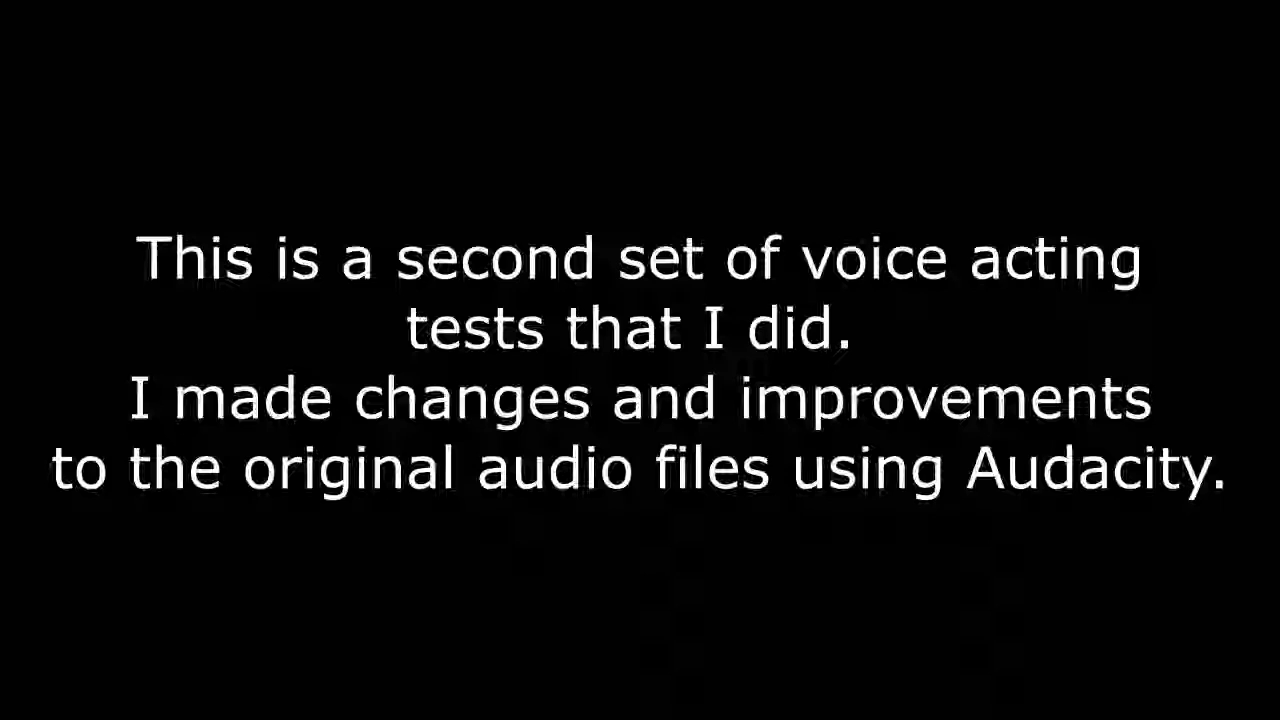 This is a second set of voice acting
tests that I did.
I made changes and improvements
to the original audio files using Audacity.